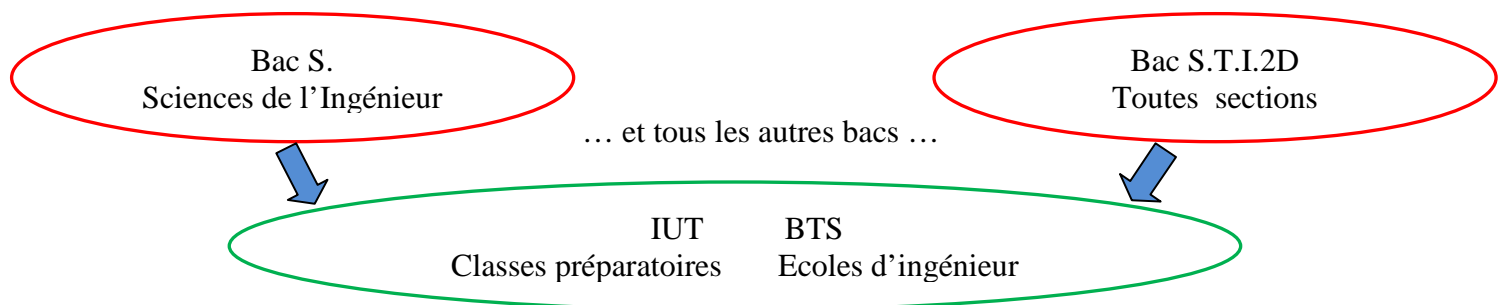 Bac S.
Sciences de l’Ingénieur
Bac S.T.I.2D
Toutes sections
… et tous les autres bacs …
IUT BTS
Classes préparatoires Ecoles d’ingénieur